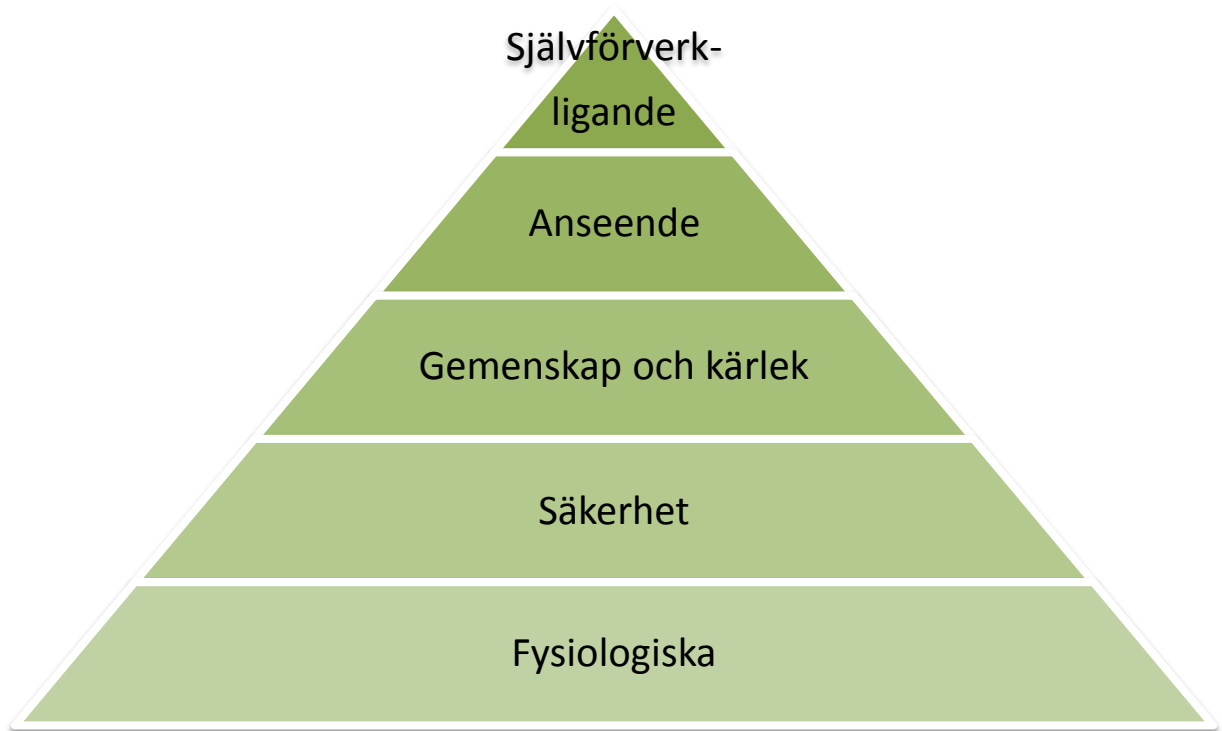 Självförverk-
ligande
Anseende
Gemenskap och kärlek
Säkerhet
Fysiologiska